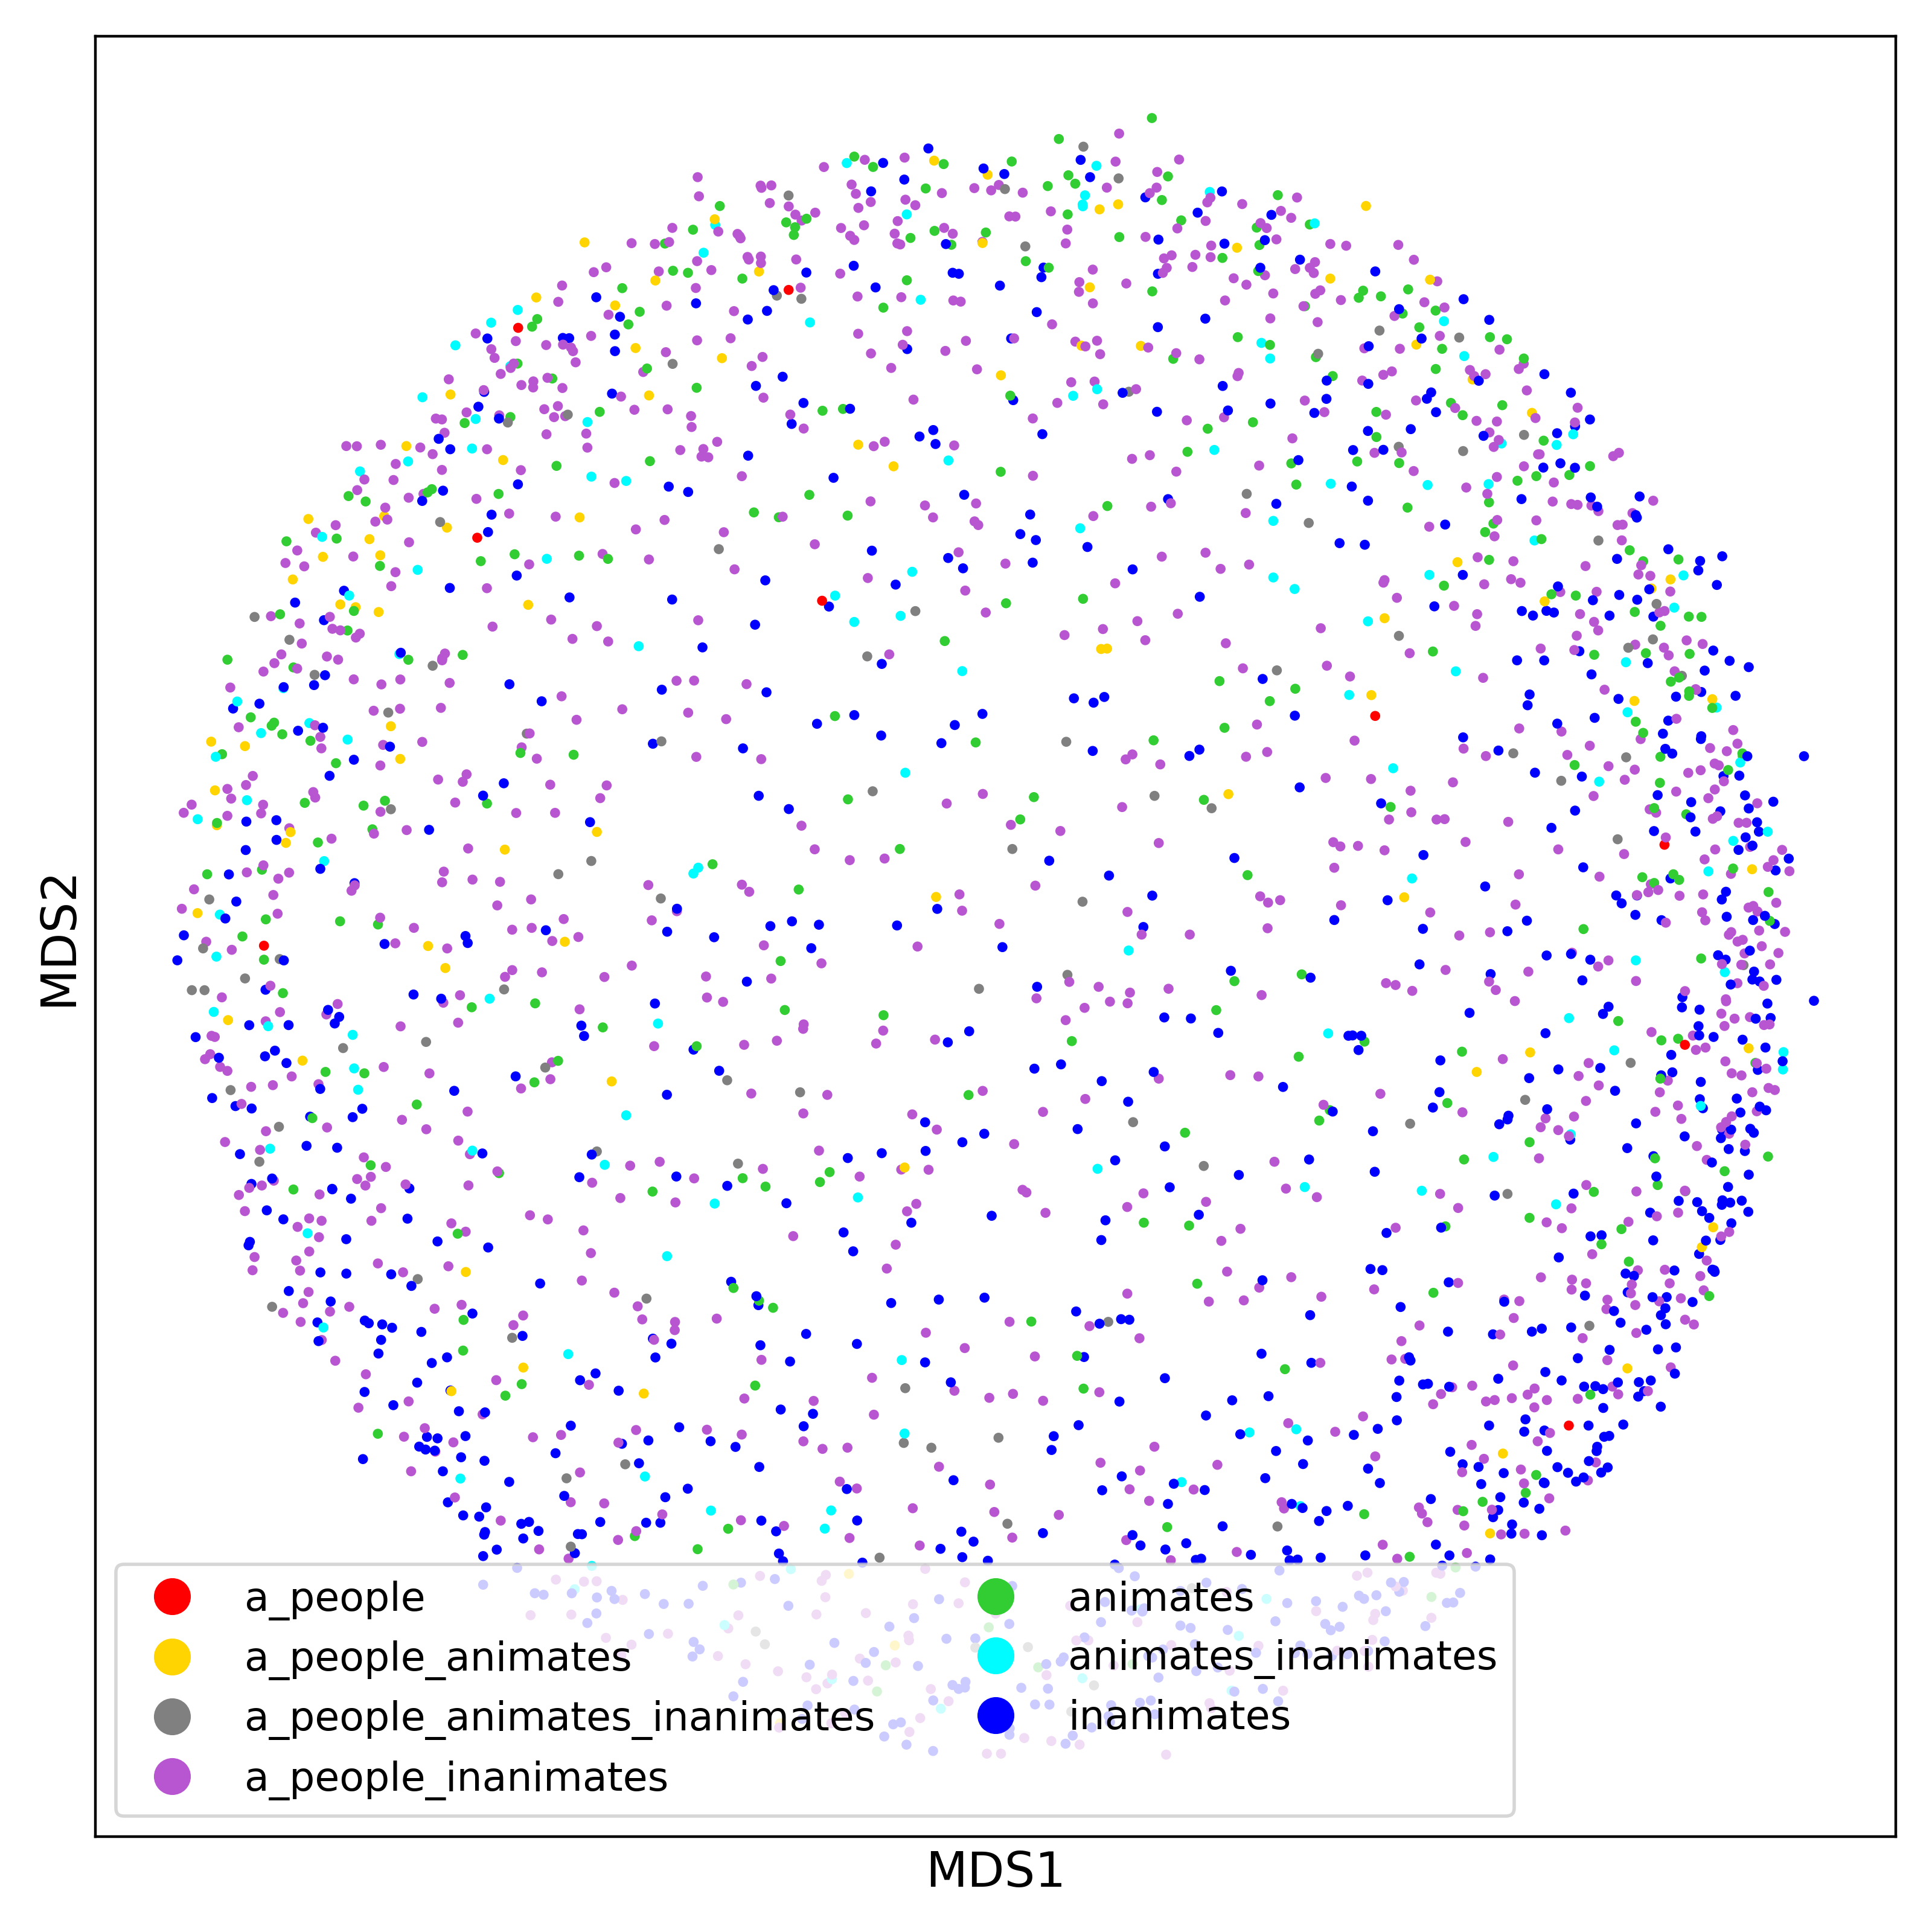 MDS2
a_people
a_people_animates
a_people_animates_inanimates
a_people_inanimates
animates
animates_inanimates
inanimates
MDS1